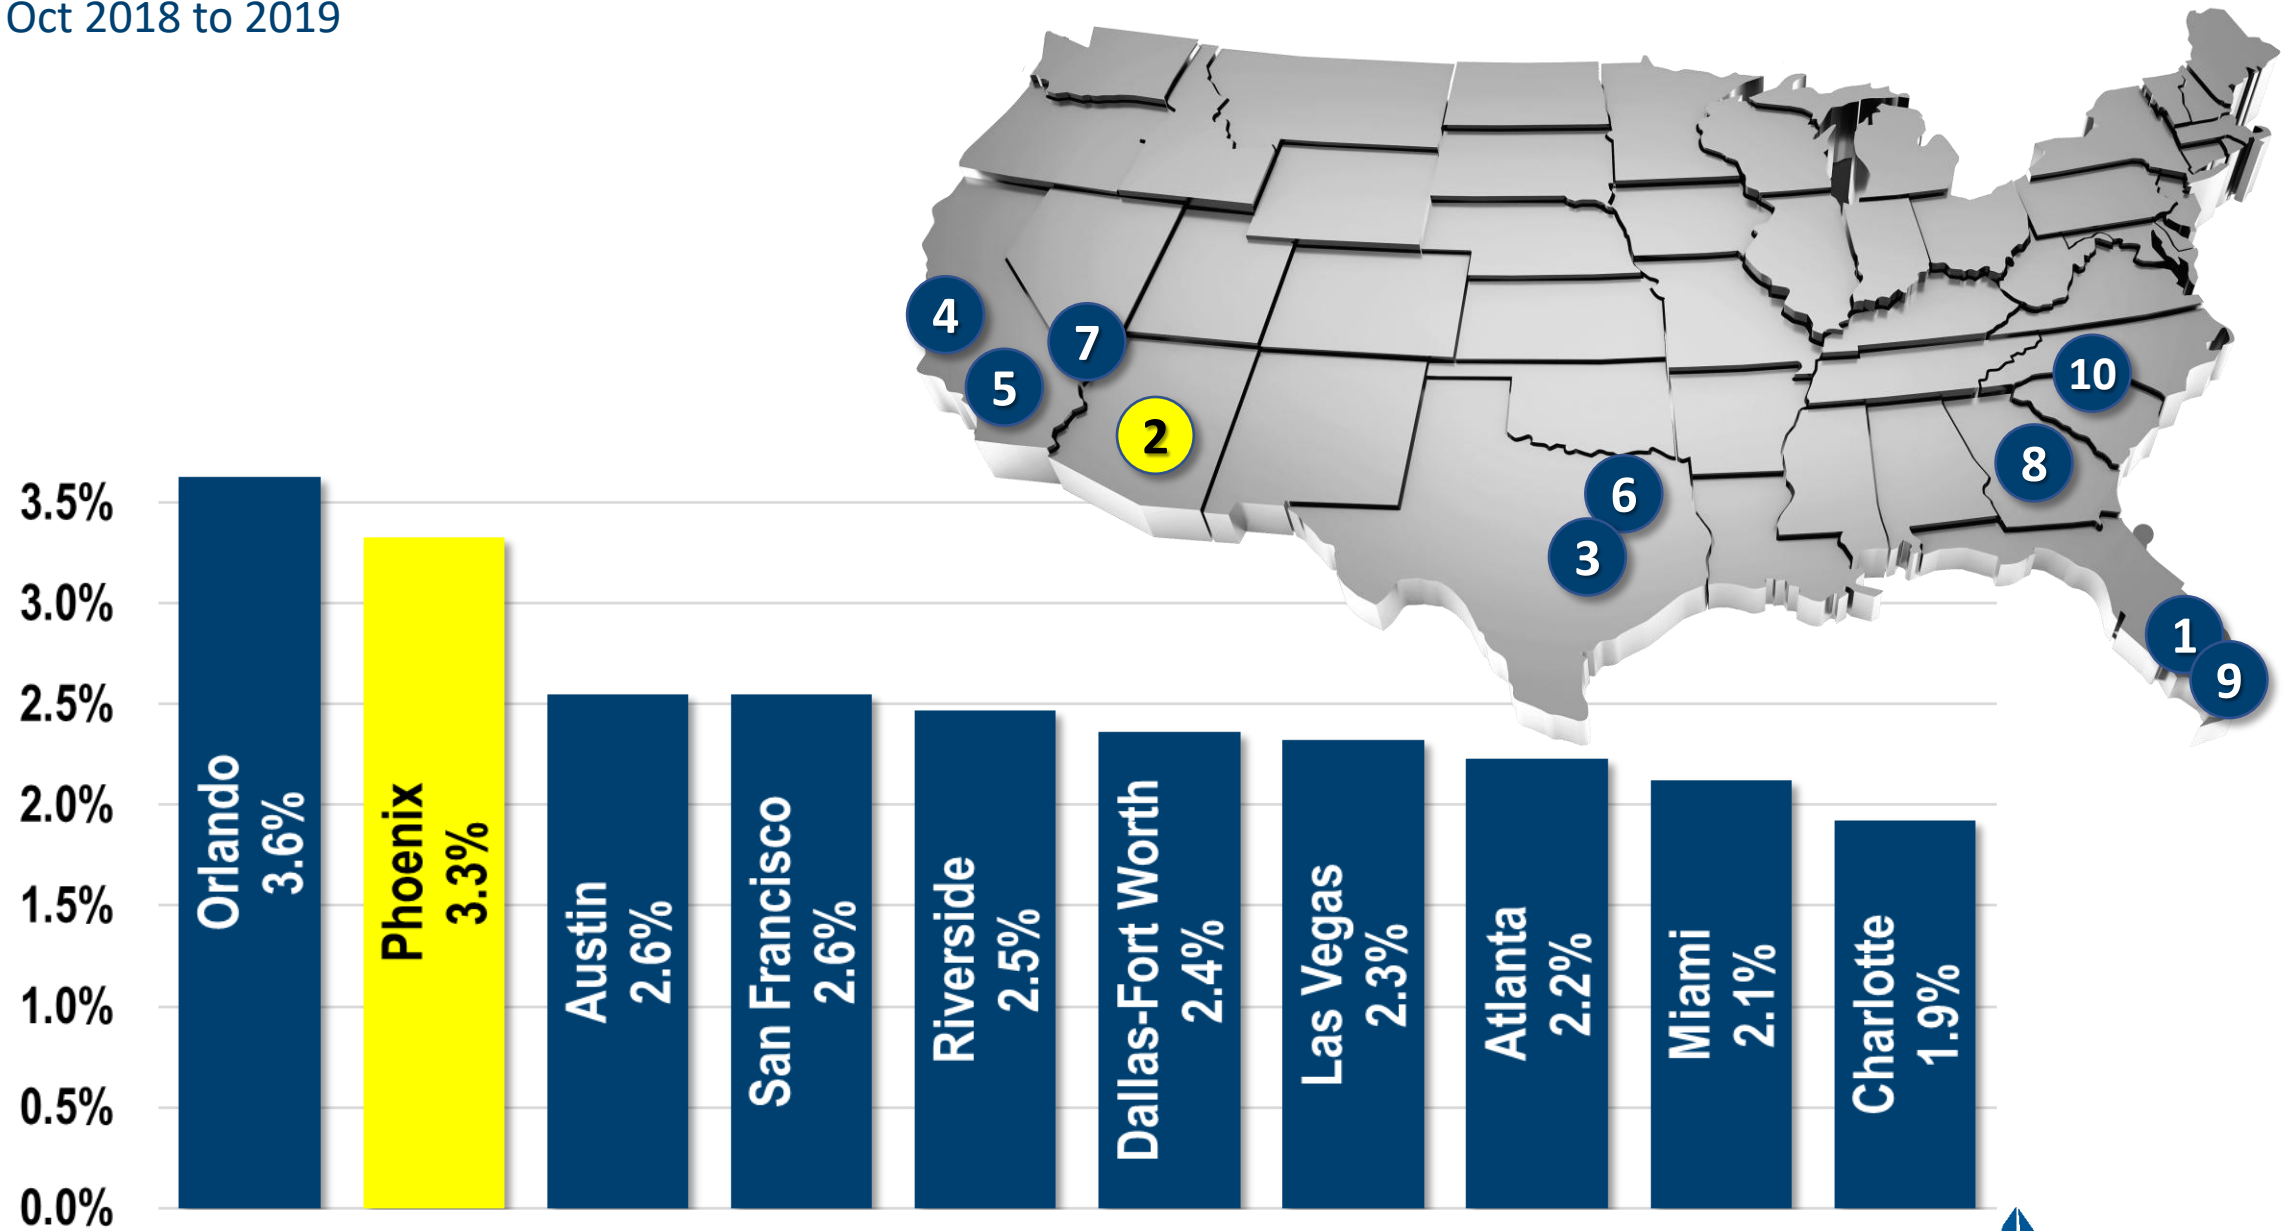 Oct 2018 to 2019
4
7
5
2
10
8
6
3
1
9
3.5%
3.0%
2.5%
2.0%
1.5%
1.0%
0.5%
0.0%
Orlando
3.6%
Phoenix
3.3%
Austin
2.6%
San Francisco
2.6%
Riverside
2.5%
Dallas-Fort Worth
2.4%
Las Vegas
2.3%
Atlanta
2.2%
Miami
2.1%
Charlotte
1.9%